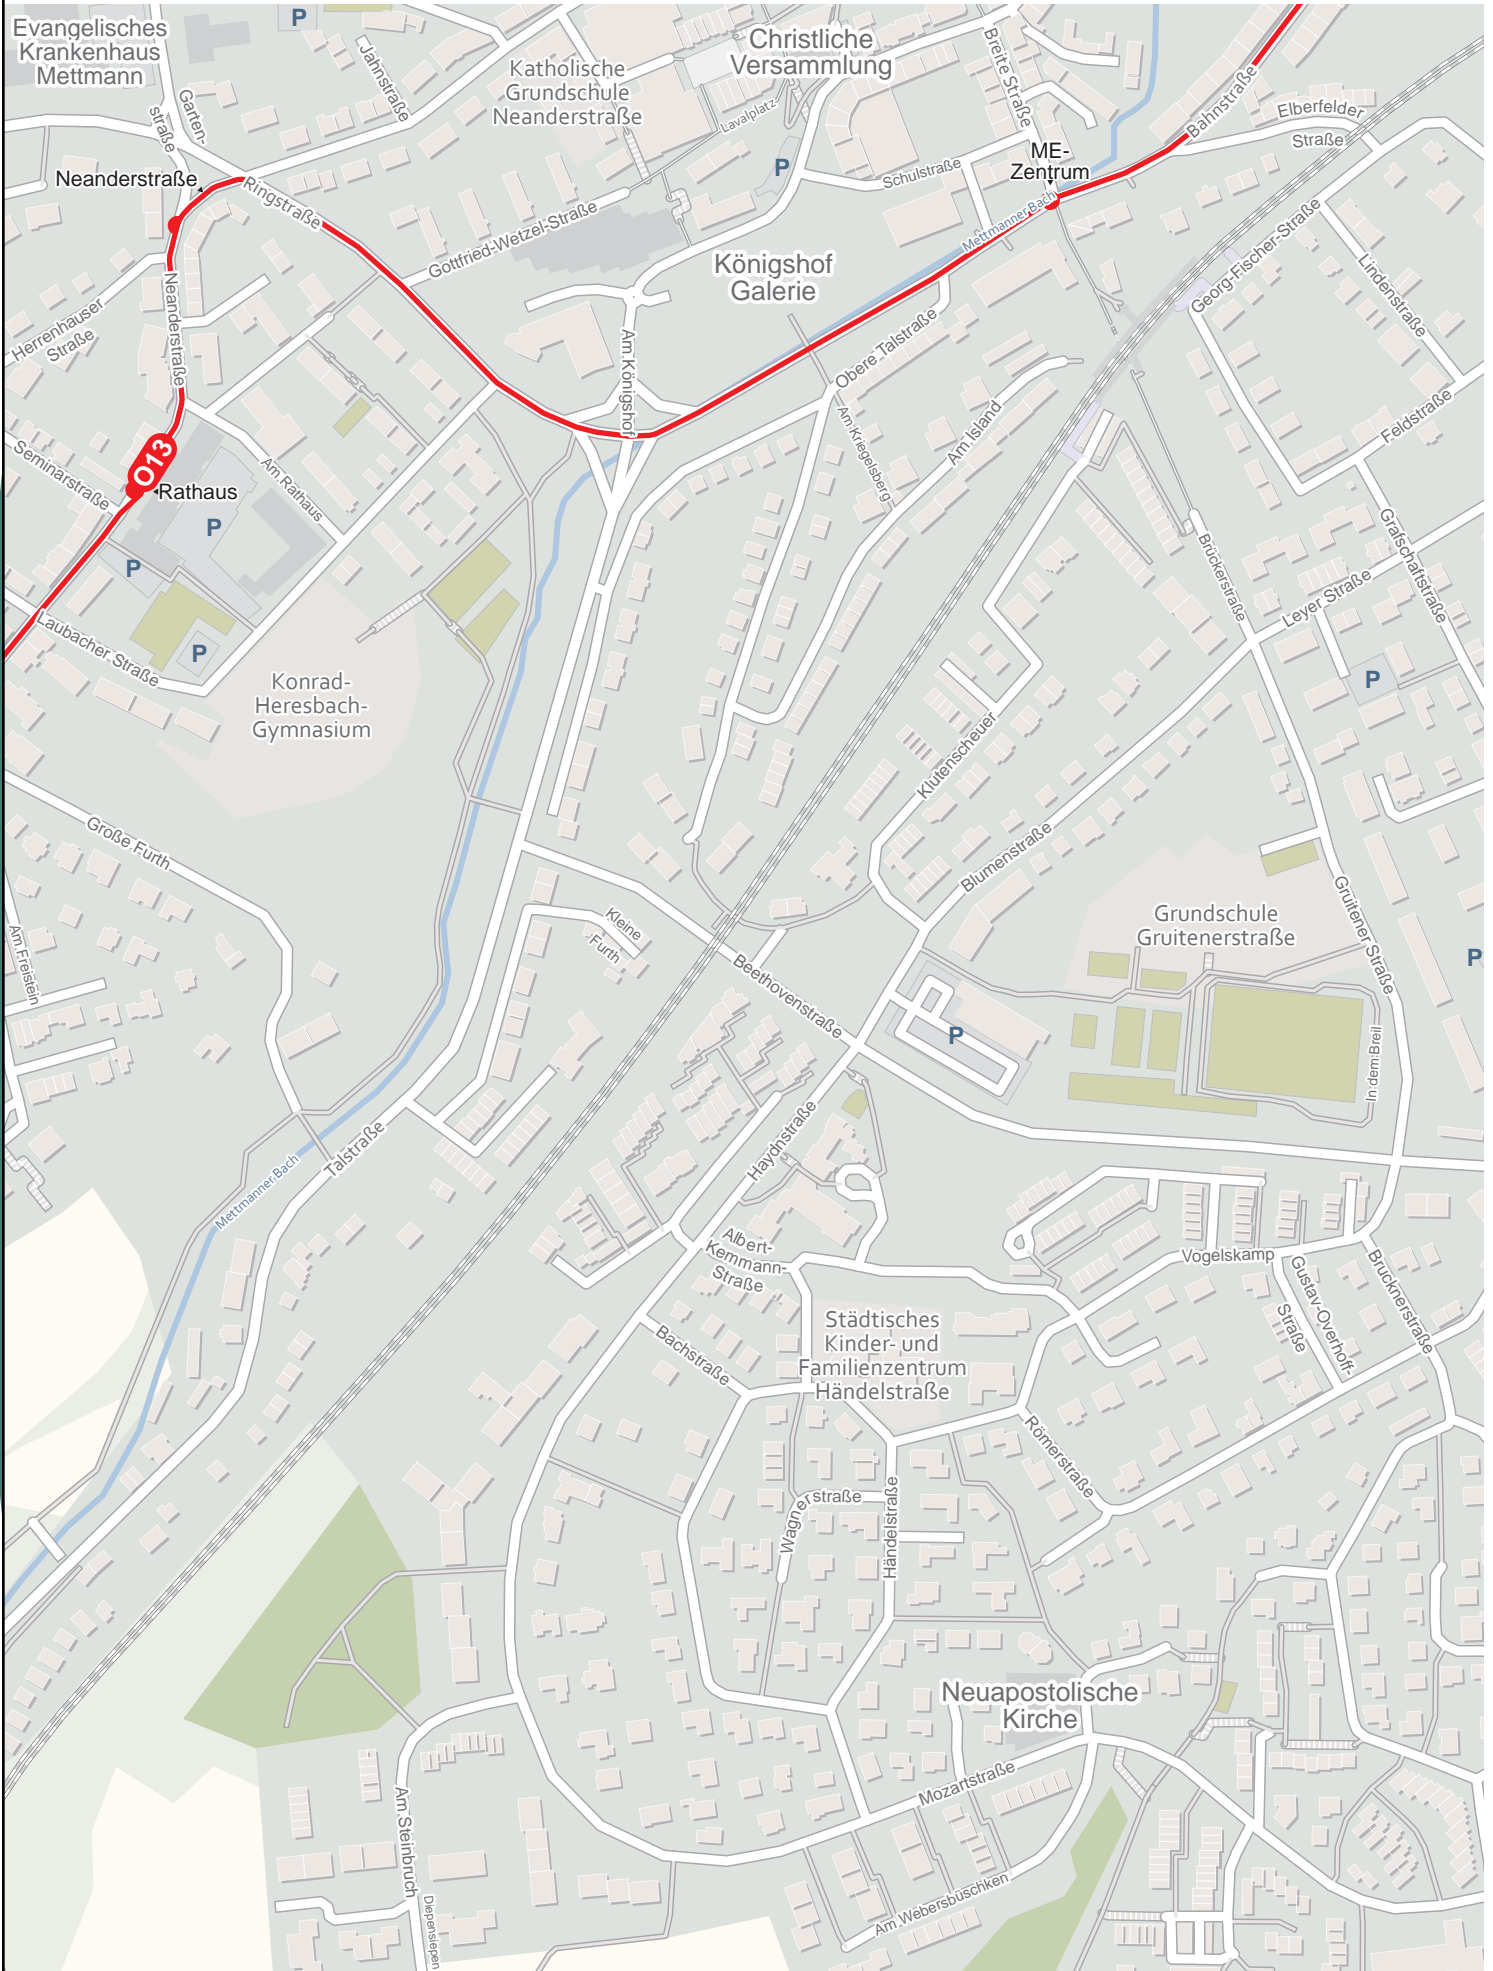 Evangelisches
Krankenhaus
Mettmann
P
Jahnstraße
Garten-
straße
Katholische
Grundschule
Neanderstraße
Christliche
Versammlung
Lavalplatz
Breite Straße
Bahnstraße
Elberfelder
Straße
ME-
Zentrum
Schulstraße
P
Neanderstraße
Ringstraße
Gottfried-Wetzel-Straße
Mettmanner Bach
Königshof
Galerie
Georg-Fischer-Straße
Lindenstraße
Herrenhauser
Straße
Neanderstraße
Am Königshof
Obere Talstraße
Am Kriegelsberg
Am Island
Feldstraße
Seminarstraße
O13
Rathaus
Am Rathaus
P
P
Grafschaftstraße
Brückerstraße
Leyer Straße
Laubacher Straße
P
P
Konrad-
Heresbach-
Gymnasium
Klutenscheuer
Große Furth
Blumenstraße
Gruitener Straße
Grundschule
Gruitenerstraße
Am Freistein
Kleine
Furth
Beethovenstraße
P
P
In dem Breil
Talstraße
Mettmanner Bach
Haydnstraße
Albert-
Kemmann-
Straße
Vogelskamp
Gustav-Overhoff-
Straße
Brucknerstraße
Städtisches
Kinder- und
Familienzentrum
Händelstraße
Bachstraße
Römerstraße
Wagnerstraße
Händelstraße
Neuapostolische
Kirche
Mozartstraße
Am Steinbruch
Diepensiepen
Am Webersbüschken